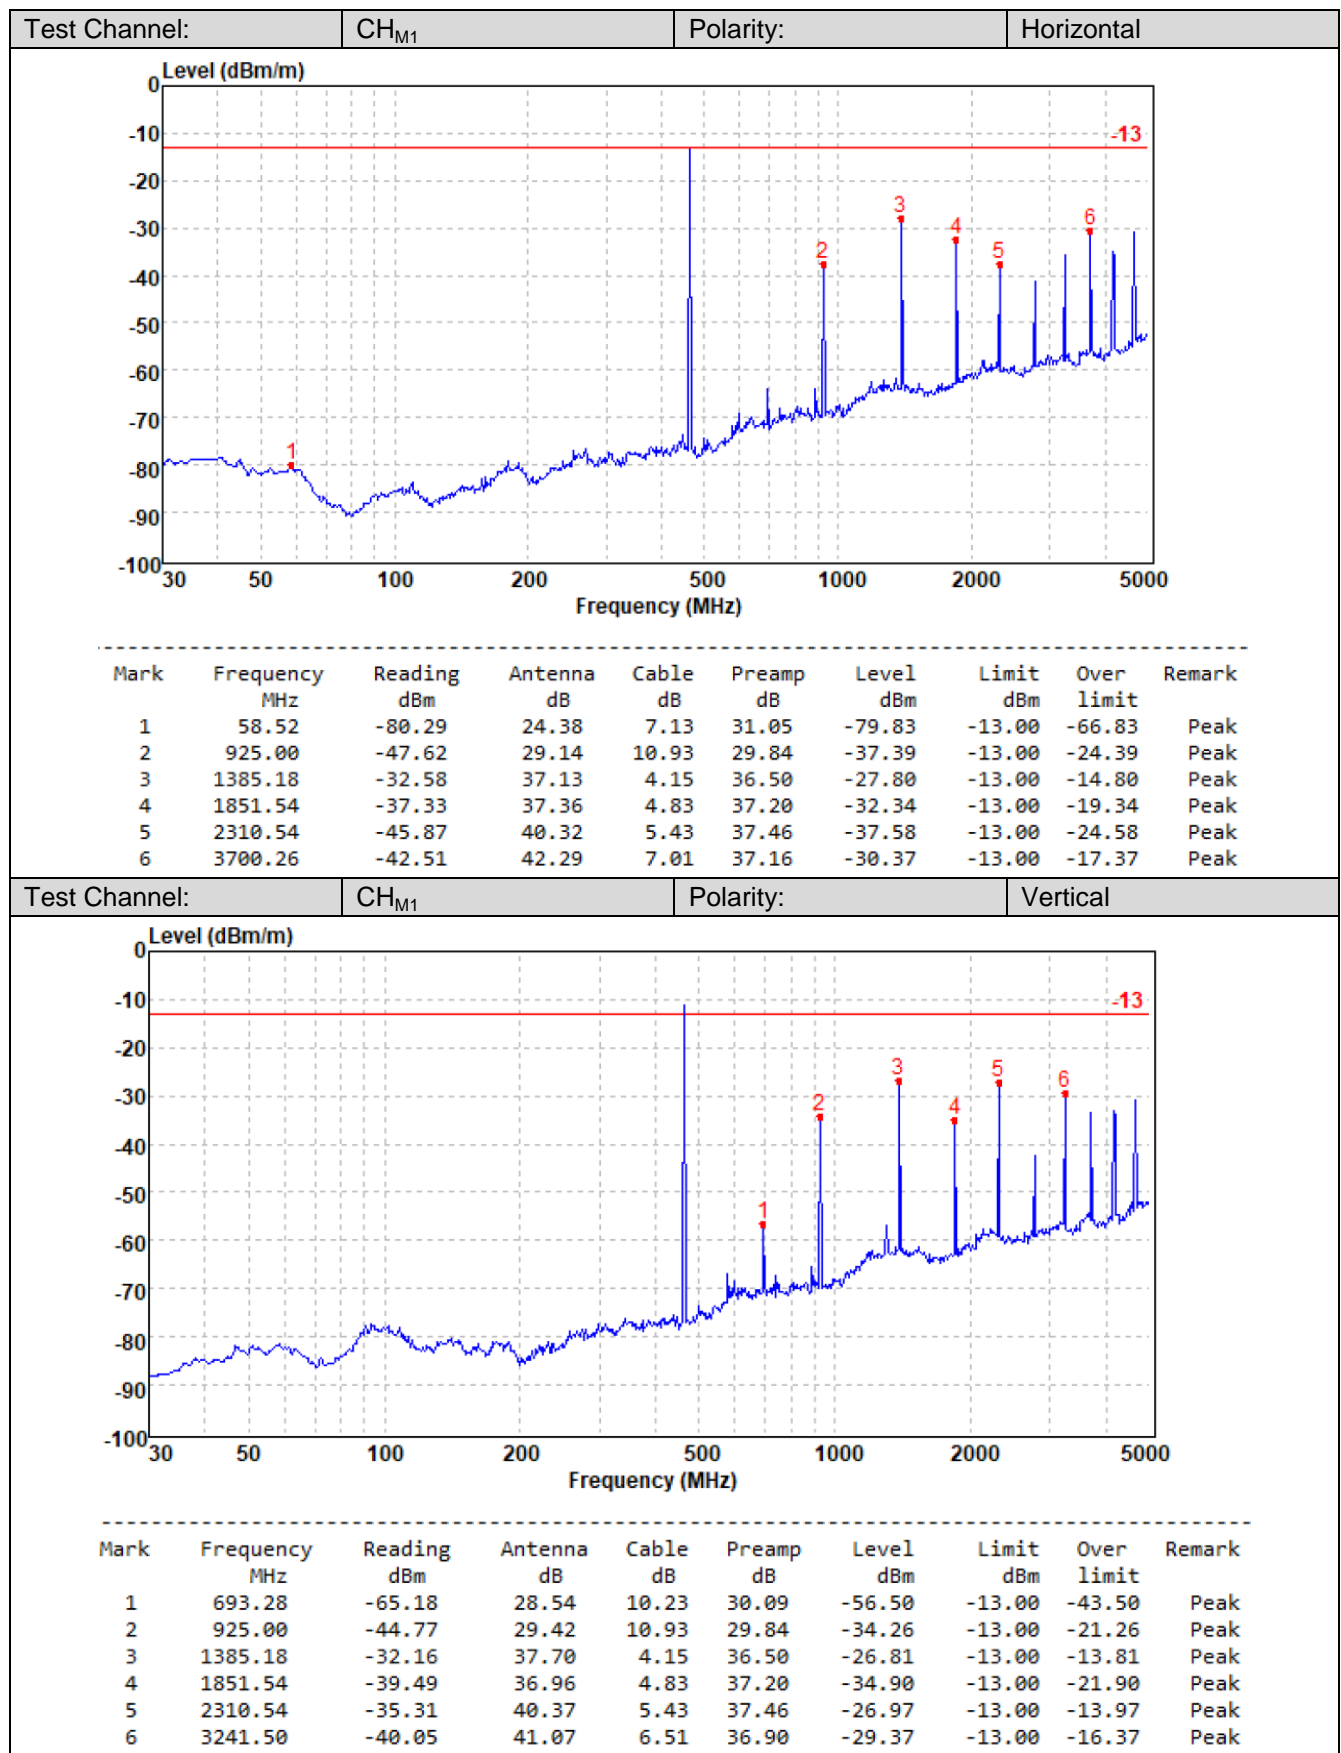 Test Channel: CHM1 Polarity: Horizontal
Level (dBm/m)
0
-10
-13
-20
-30
-40
-50
-60
-70
-80
-90
-100
1 2 3 4 5 6
30 50 100 200 500 1000 2000 5000
Frequency (MHz)
Mark Frequency Reading Antenna Cable Preamp Level Limit Over Remark
MHz dBm dB dB dB dBm dBm limit
1 58.52 -80.29 24.38 7.13 31.05 -79.83 -13.00 -66.83 Peak
2 925.00 -47.62 29.14 10.93 29.84 -37.39 -13.00 -24.39 Peak
3 1385.18 -32.58 37.13 4.15 36.50 -27.80 -13.00 -14.80 Peak
4 1851.54 -37.33 37.36 4.83 37.20 -32.34 -13.00 -19.34 Peak
5 2310.54 -45.87 40.32 5.43 37.46 -37.58 -13.00 -24.58 Peak
6 3700.26 -42.51 42.29 7.01 37.16 -30.37 -13.00 -17.37 Peak
Test Channel: CHM1 Polarity: Vertical
Level (dBm/m)
0
-10
-13
-20
-30
-40
-50
-60
-70
-80
-90
-100
1 2 3 4 5 6
30 50 100 200 500 1000 2000 5000
Frequency (MHz)
Mark Frequency Reading Antenna Cable Preamp Level Limit Over Remark
MHz dBm dB dB dB dBm dBm limit
1 693.28 -65.18 28.54 10.23 30.09 -56.50 -13.00 -43.50 Peak
2 925.00 -44.77 29.42 10.93 29.84 -34.26 -13.00 -21.26 Peak
3 1385.18 -32.16 37.70 4.15 36.50 -26.81 -13.00 -13.81 Peak
4 1851.54 -39.49 36.96 4.83 37.20 -34.90 -13.00 -21.90 Peak
5 2310.54 -35.31 40.37 5.43 37.46 -26.97 -13.00 -13.97 Peak
6 3241.50 -40.05 41.07 6.51 36.90 -29.37 -13.00 -16.37 Peak